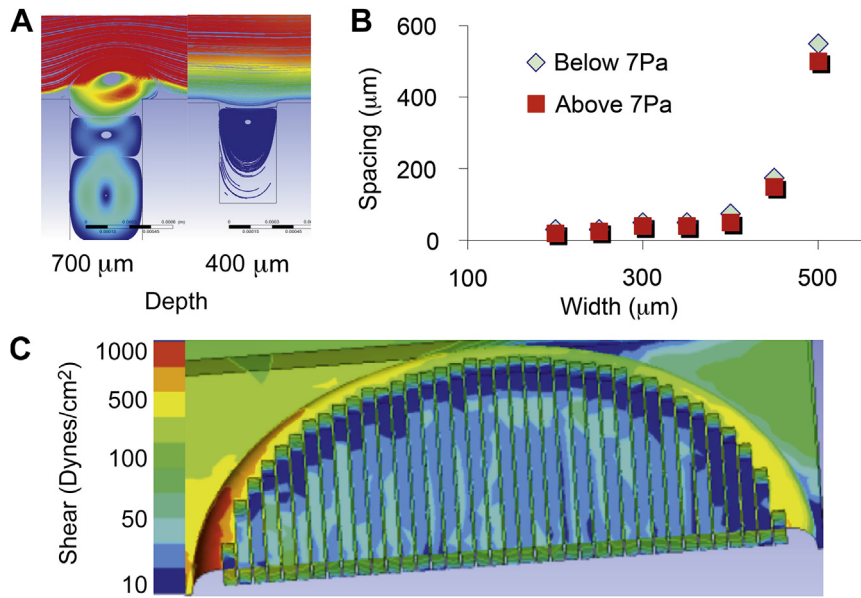 A
700 μm
400 μm
Depth
B
Spacing (μm)
600
400
200
0
Below 7Pa
Above 7Pa
100
300
500
Width (μm)
C
Shear (Dynes/cm²)
1000
500
100
50
10